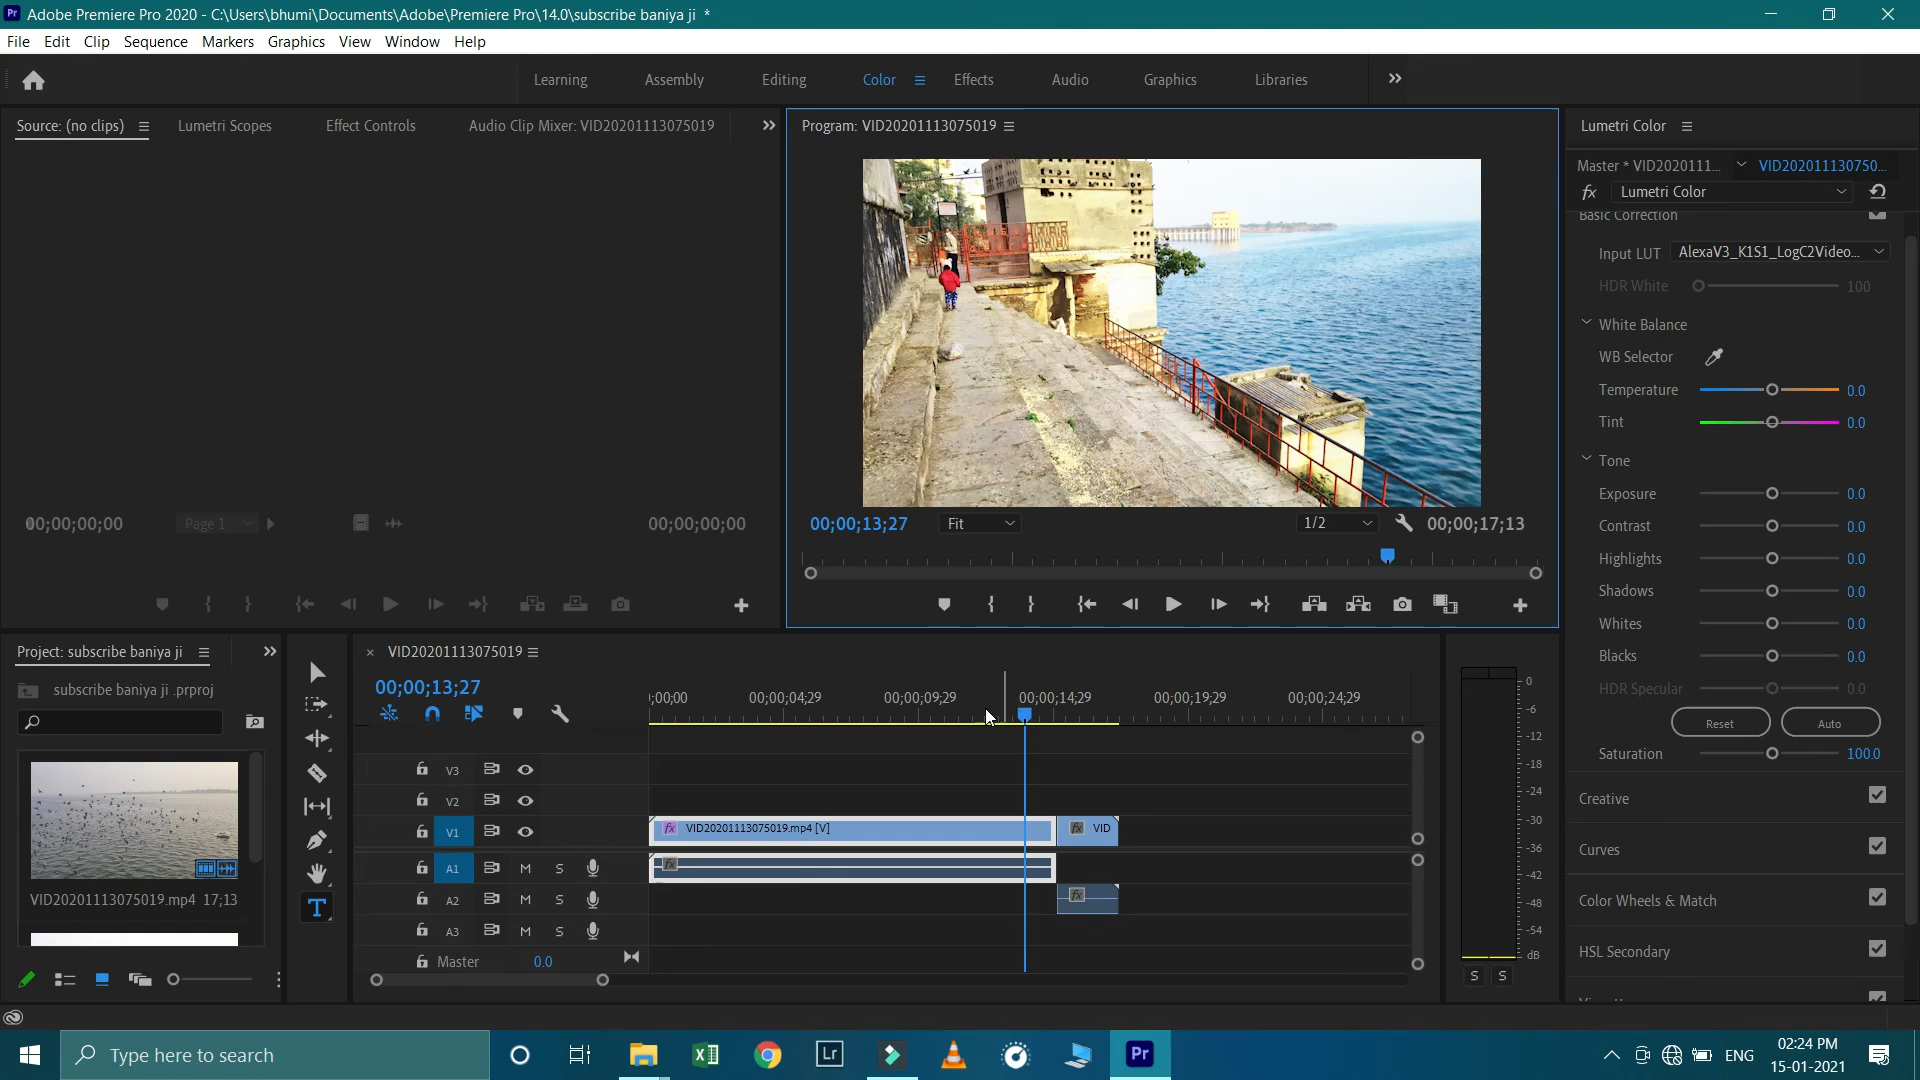 Pr Adobe Premiere Pro 2020 - C:\Users\bhumi\Documents\Adobe\Premiere Pro\14.0\subscribe baniya ji *
File Edit Clip Sequence Markers Graphics View Window Help
Learning Assembly Editing Color Effects Audio Graphics Libraries
Source: (no clips) Lumetri Scopes Effect Controls Audio Clip Mixer: VID20201113075019
Program: VID20201113075019
Lumetri Color
Master * VID2020111... VID202011130750...
fx Lumetri Color
Basic Correction
Input LUT AlexaV3_K1S1_LogC2Video...
HDR White 100
White Balance
WB Selector
Temperature 0.0
Tint 0.0
Tone
Exposure 0.0
Contrast 0.0
Highlights 0.0
Shadows 0.0
Whites 0.0
Blacks 0.0
HDR Specular 0.0
Reset Auto
Saturation 100.0
Creative
Curves
Color Wheels & Match
HSL Secondary
00;00;00;00 Page 1 00;00;00;00
00;00;13;27 Fit 1/2 00;00;17;13
Project: subscribe baniya ji
subscribe baniya ji .prproj
VID20201113075019.mp4 17;13
VID20201113075019
00;00;13;27
;00;00 00;00;04;29 00;00;09;29 00;00;14;29 00;00;19;29 00;00;24;29
V3
V2
V1 fx VID20201113075019.mp4 [V] fx VID
A1 M S fx
A2 M S fx
A3 M S
Master 0.0
0
-6
-12
-18
-24
-30
-36
-42
-48
-54
dB
S S
Type here to search
Lr Pr
ENG
02:24 PM
15-01-2021